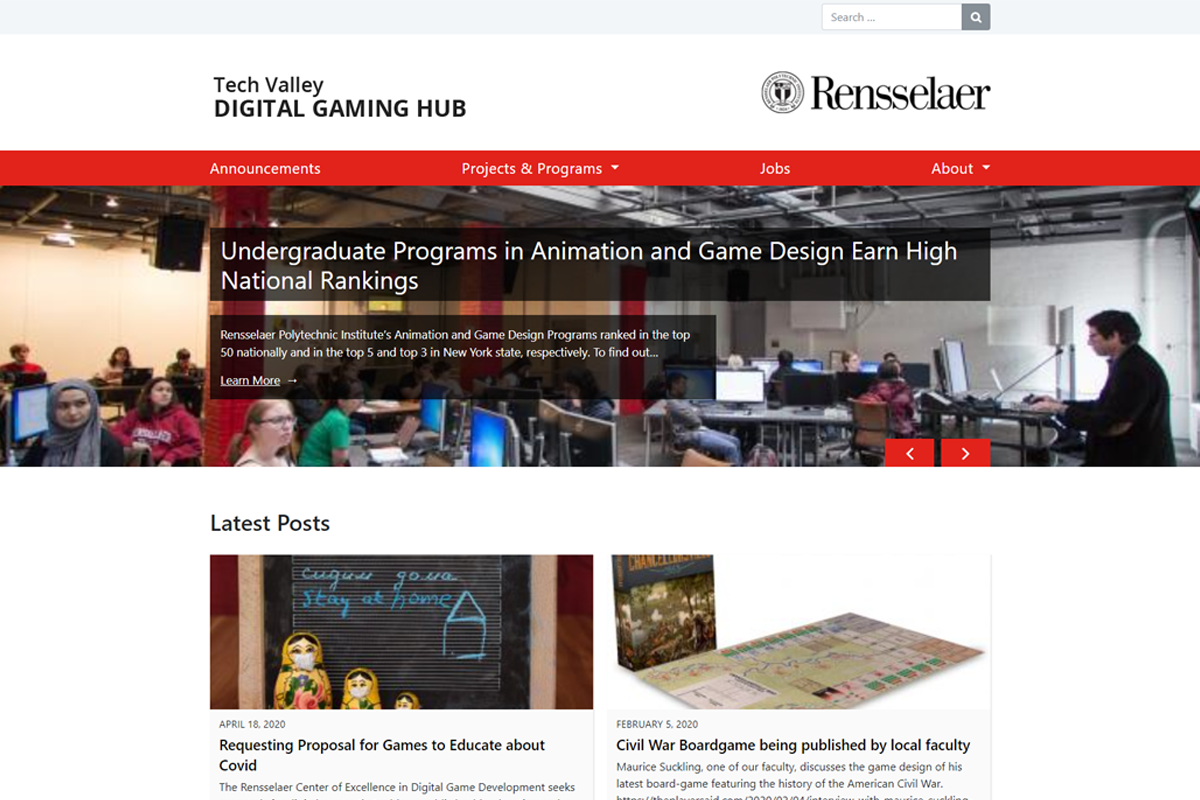 Search ...
Tech Valley
DIGITAL GAMING HUB
Rensselaer
Announcements
Projects & Programs
Jobs
About
Undergraduate Programs in Animation and Game Design Earn High
National Rankings
Rensselaer Polytechnic Institute's Animation and Game Design Programs ranked in the top
50 nationally and in the top 5 and top 3 in New York state, respectively. To find out...
Learn More →
Latest Posts
сидим дома
Stay at home
APRIL 18, 2020
Requesting Proposal for Games to Educate about
Covid
The Rensselaer Center of Excellence in Digital Game Development seeks
FEBRUARY 5, 2020
Civil War Boardgame being published by local faculty
Maurice Suckling, one of our faculty, discusses the game design of his
latest board-game featuring the history of the American Civil War.